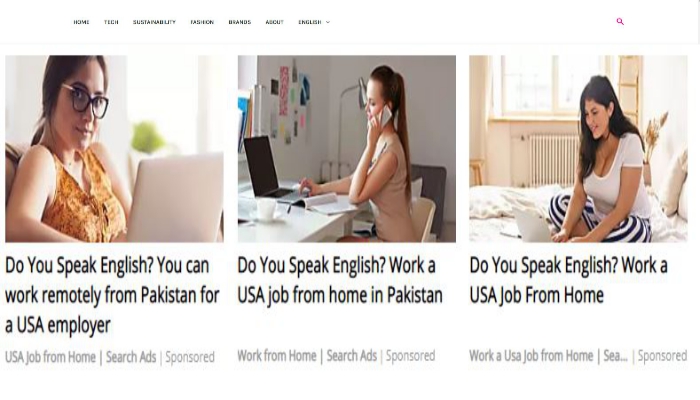 HOME TECH SUSTAINABILITY FASHION BRANDS ABOUT ENGLISH
Do You Speak English? You can
work remotely from Pakistan for
a USA employer
USA Job from Home | Search Ads | Sponsored
Do You Speak English? Work a
USA job from home in Pakistan
Work from Home | Search Ads | Sponsored
Do You Speak English? Work a
USA Job From Home
Work a Usa Job from Home | Sea... | Sponsored